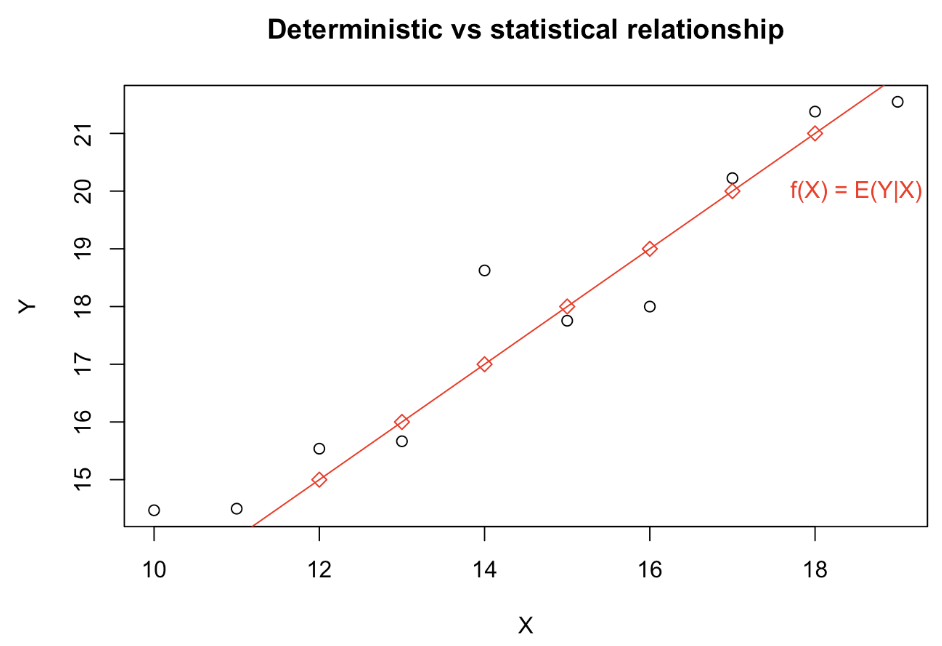 Deterministic vs statistical relationship
21
20
19
18
17
16
15
Y
f(X) = E(Y|X)
10 12 14 16 18
X